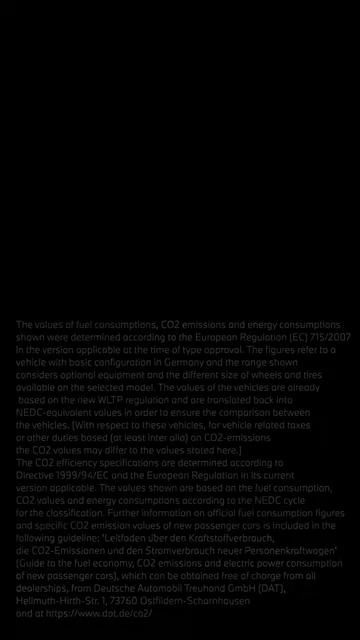 The values of fuel consumptions, CO2 emissions and energy consumptions
shown were determined according to the European Regulation (EC) 715/2007
in the version applicable at the time of type approval. The figures refer to a
vehicle with basic configuration in Germany and the range shown
considers optional equipment and the different size of wheels and tires
available on the selected model. The values of the vehicles are already
based on the new WLTP regulation and are translated back into
NEDC-equivalent values in order to ensure the comparison between
the vehicles. [With respect to these vehicles, for vehicle related taxes
or other duties based (at least inter alia) on CO2-emissions
the CO2 values may differ to the values stated here.]
The CO2 efficiency specifications are determined according to
Directive 1999/94/EC and the European Regulation in its current
version applicable. The values shown are based on the fuel consumption,
CO2 values and energy consumptions according to the NEDC cycle
for the classification. Further information on official fuel consumption figures
and specific CO2 emission values of new passenger cars is included in the
following guideline: 'Leitfaden über den Kraftstoffverbrauch,
die CO2-Emissionen und den Stromverbrauch neuer Personenkraftwagen'
(Guide to the fuel economy, CO2 emissions and electric power consumption
of new passenger cars), which can be obtained free of charge from all
dealerships, from Deutsche Automobil Treuhand GmbH (DAT),
Hellmuth-Hirth-Str. 1, 73760 Ostfildern-Scharnhausen
and at https://www.dat.de/co2/